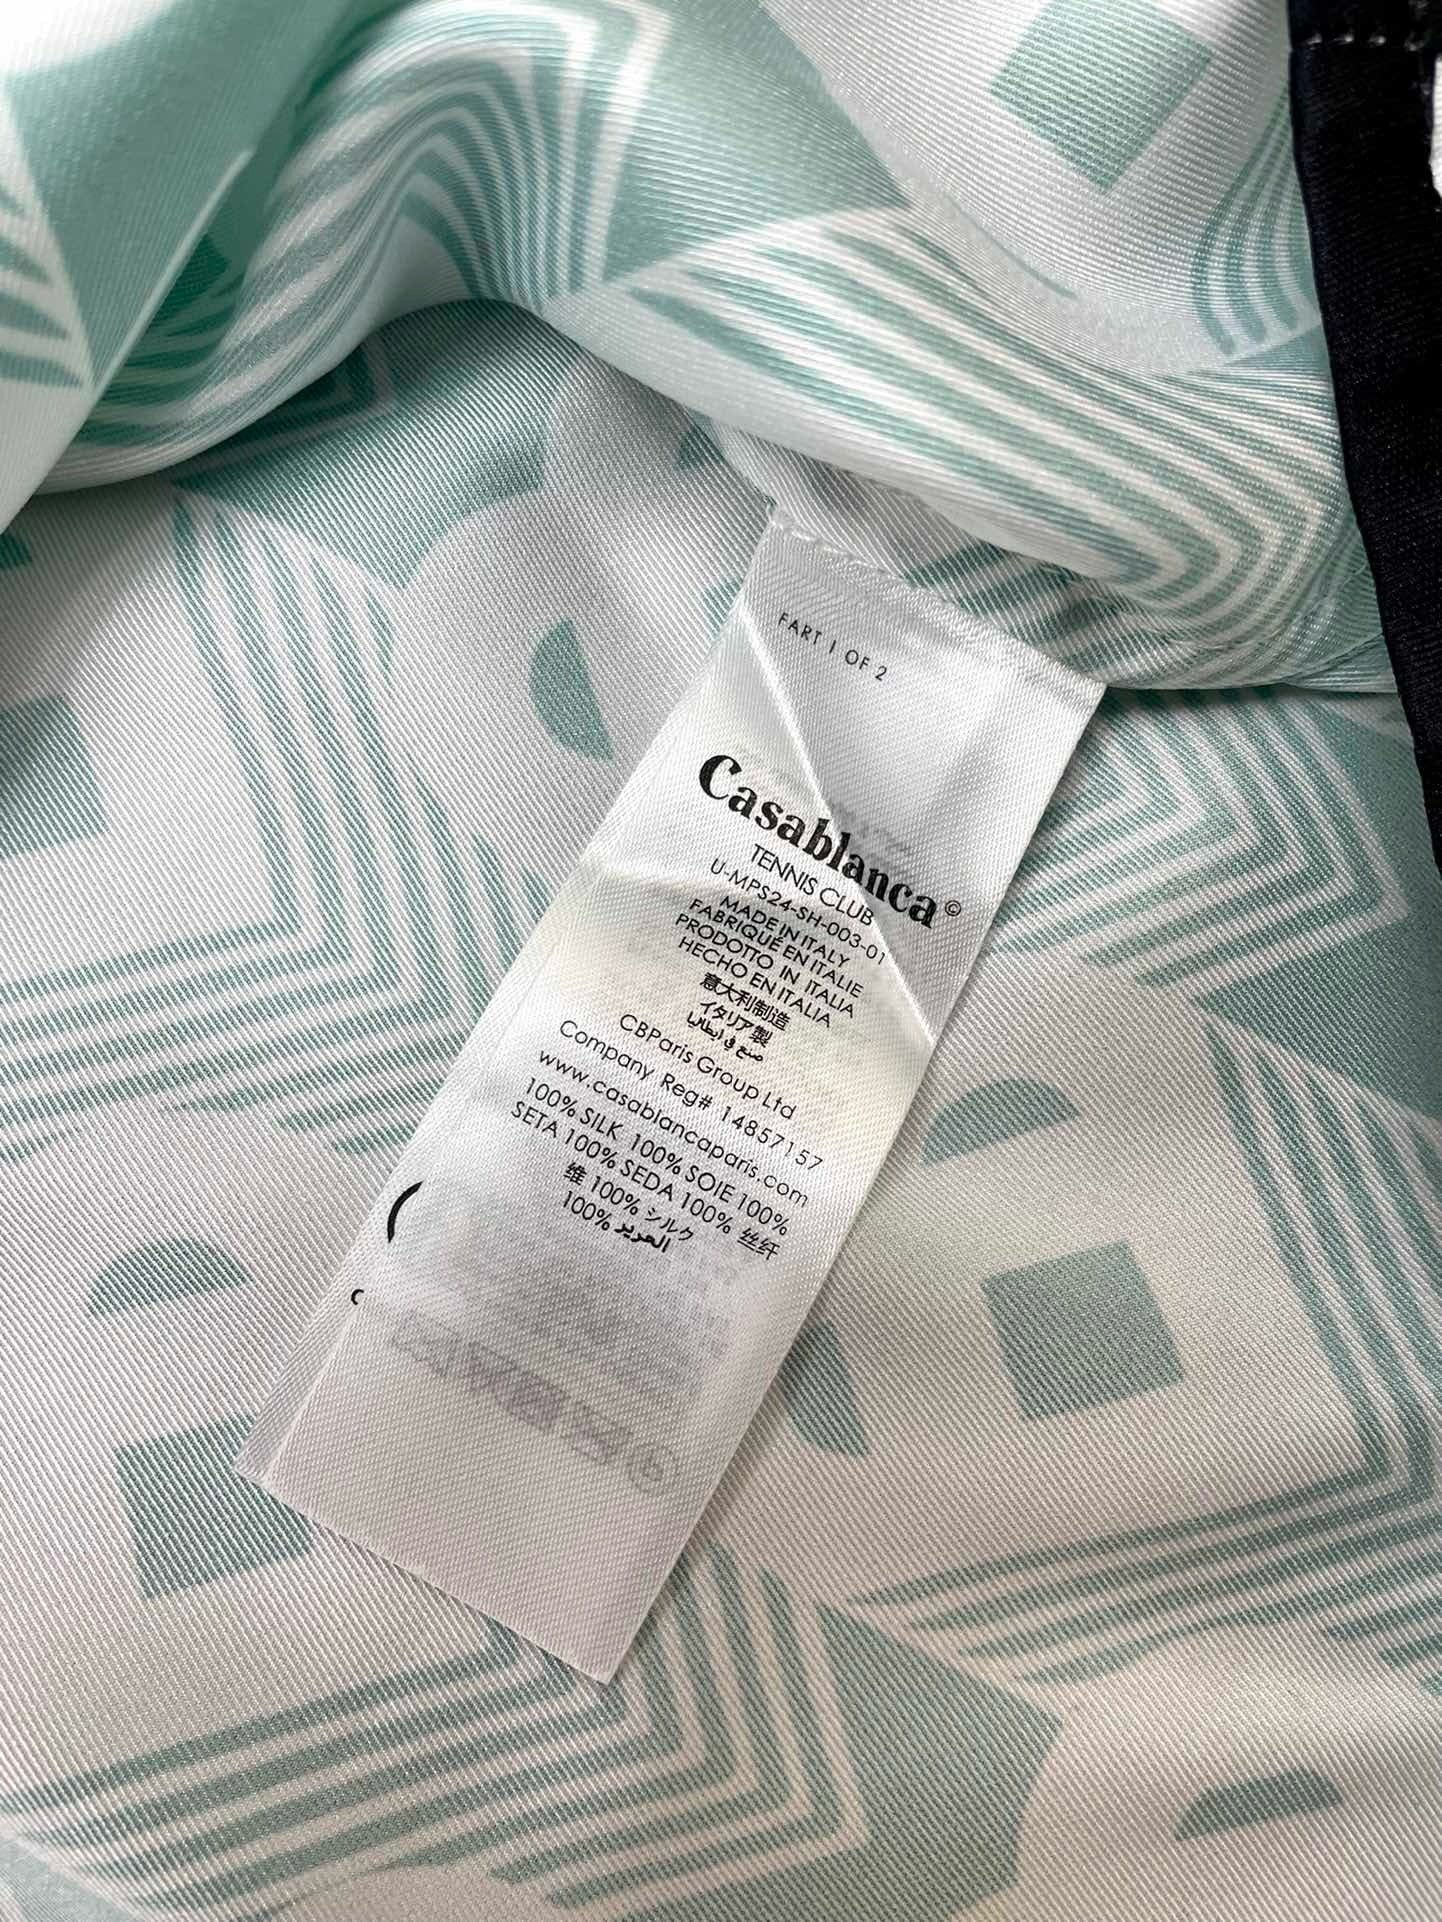 FART 1 OF 2
Casablanca©
TENNIS CLUB
U-MPS24-SH-003-01
MADE IN ITALY
FABRIQUÉ EN ITALIE
PRODOTTO IN ITALIA
HECHO EN ITALIA
意大利制造
イタリア製
صنع في ايطاليا
CBParis Group Ltd
Company Reg# 14857157
www.casablancaparis.com
100% SILK 100% SOIE 100%
SETA 100% SEDA 100% 丝纤
维 100% シルク
100% الحرير